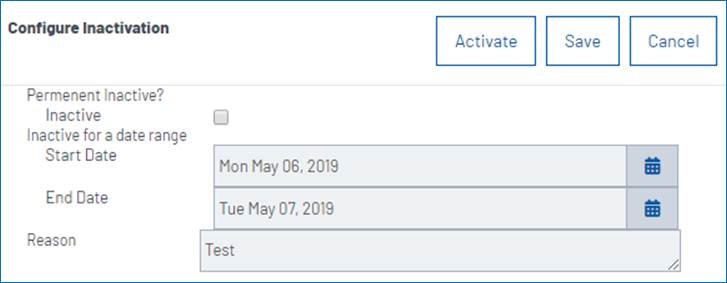 Configure Inactivation
Activate
Save
Cancel
Permenent Inactive?
Inactive
Inactive for a date range
Start Date
Mon May 06, 2019
End Date
Tue May 07, 2019
Reason
Test